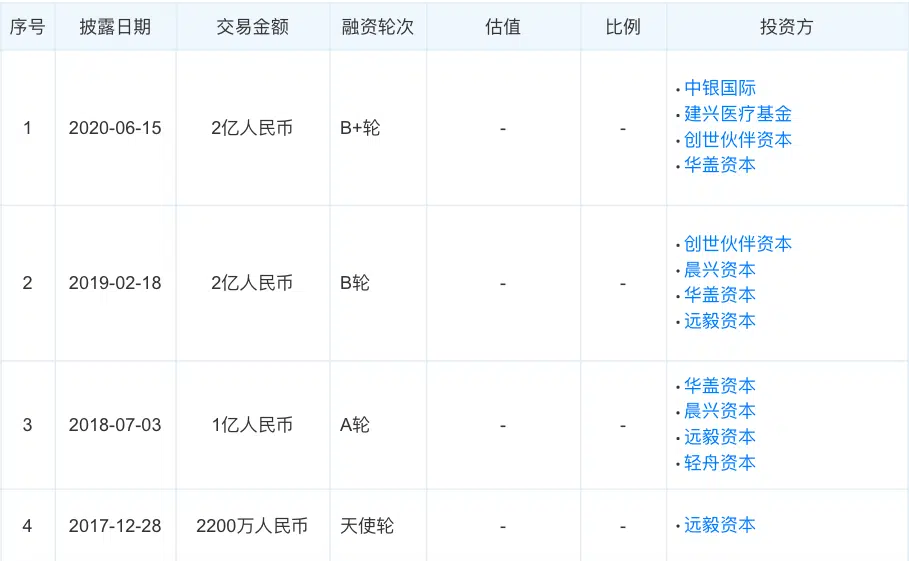 序号 披露日期 交易金额 融资轮次 估值 比例 投资方
1 2020-06-15 2亿人民币 B+轮 - - · 中银国际
· 建兴医疗基金
· 创世伙伴资本
· 华盖资本
2 2019-02-18 2亿人民币 B轮 - - · 创世伙伴资本
· 晨兴资本
· 华盖资本
· 远毅资本
3 2018-07-03 1亿人民币 A轮 - - · 华盖资本
· 晨兴资本
· 远毅资本
· 轻舟资本
4 2017-12-28 2200万人民币 天使轮 - - · 远毅资本